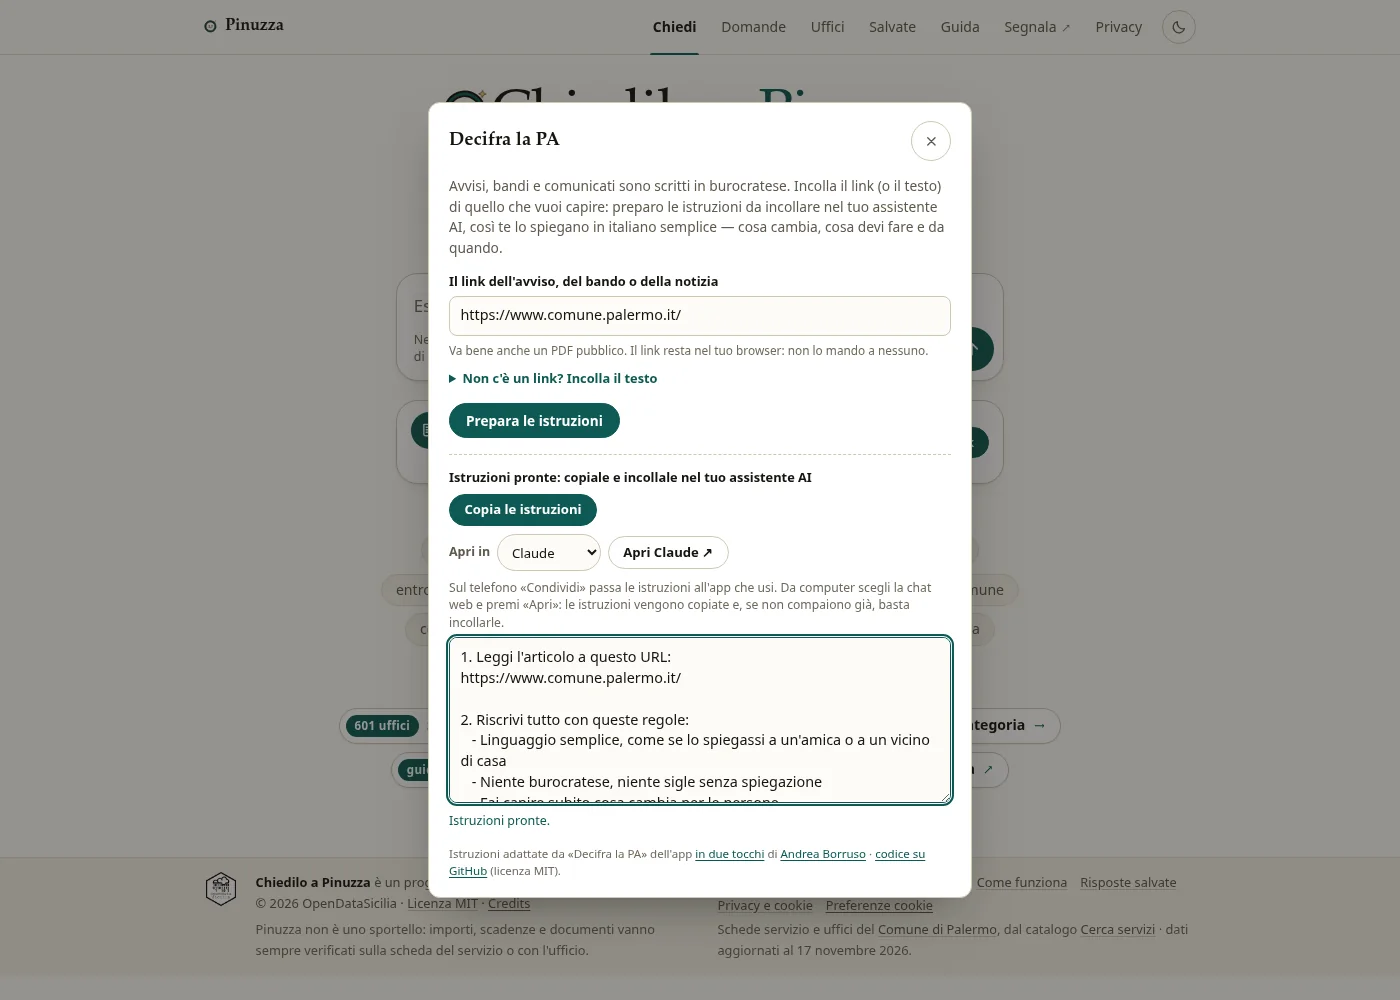 Pinuzza
Chiedi Domande Uffici Salvate Guida Segnala ↗ Privacy
Decifra la PA
×
Avvisi, bandi e comunicati sono scritti in burocratese. Incolla il link (o il testo)
di quello che vuoi capire: preparo le istruzioni da incollare nel tuo assistente
AI, così te lo spiegano in italiano semplice — cosa cambia, cosa devi fare e da
quando.
Il link dell'avviso, del bando o della notizia
https://www.comune.palermo.it/
Va bene anche un PDF pubblico. Il link resta nel tuo browser: non lo mando a nessuno.
▶ Non c'è un link? Incolla il testo
Prepara le istruzioni
Istruzioni pronte: copiale e incollale nel tuo assistente AI
Copia le istruzioni
Apri in Claude Apri Claude ↗
Sul telefono «Condividi» passa le istruzioni all'app che usi. Da computer scegli la chat
web e premi «Apri»: le istruzioni vengono copiate e, se non compaiono già, basta
incollarle.
1. Leggi l'articolo a questo URL:
https://www.comune.palermo.it/
2. Riscrivi tutto con queste regole:
- Linguaggio semplice, come se lo spiegassi a un'amica o a un vicino
di casa
- Niente burocratese, niente sigle senza spiegazione
- Fai capire subito cosa cambia per le persone
601 uffici
Istruzioni pronte.
Istruzioni adattate da «Decifra la PA» dell'app in due tocchi di Andrea Borruso · codice su
GitHub (licenza MIT).
Chiedilo a Pinuzza è un
© 2026 OpenDataSicilia · Licenza MIT · Credits
Pinuzza non è uno sportello: importi, scadenze e documenti vanno
sempre verificati sulla scheda del servizio o con l'ufficio.
Come funziona Risposte salvate
Privacy e cookie Preferenze cookie
Schede servizio e uffici del Comune di Palermo, dal catalogo Cerca servizi · dati
aggiornati al 17 novembre 2026.